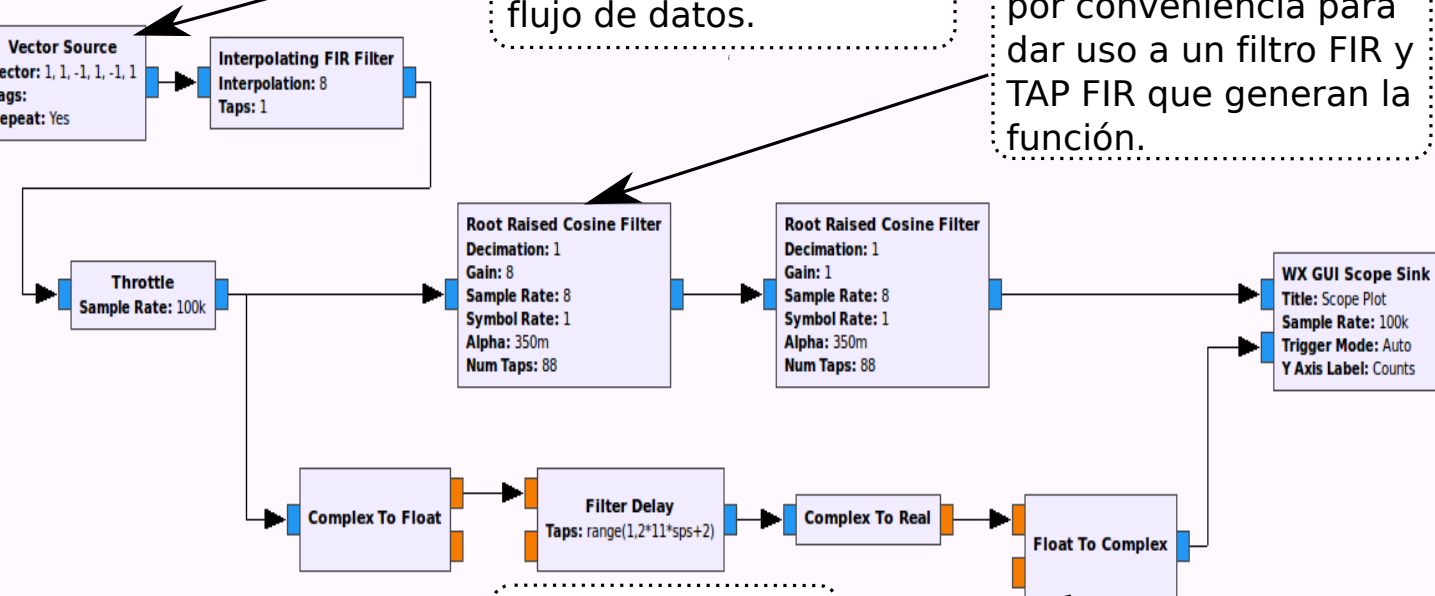 flujo de datos.
por conveniencia para
dar uso a un filtro FIR y
TAP FIR que generan la
función.
Vector Source
ector: 1, 1, -1, 1, -1, 1
ags:
epeat: Yes
Interpolating FIR Filter
Interpolation: 8
Taps: 1
Throttle
Sample Rate: 100k
Root Raised Cosine Filter
Decimation: 1
Gain: 8
Sample Rate: 8
Symbol Rate: 1
Alpha: 350m
Num Taps: 88
Root Raised Cosine Filter
Decimation: 1
Gain: 1
Sample Rate: 8
Symbol Rate: 1
Alpha: 350m
Num Taps: 88
WX GUI Scope Sink
Title: Scope Plot
Sample Rate: 100k
Trigger Mode: Auto
Y Axis Label: Counts
Complex To Float
Filter Delay
Taps: range(1,2*11*sps+2)
Complex To Real
Float To Complex